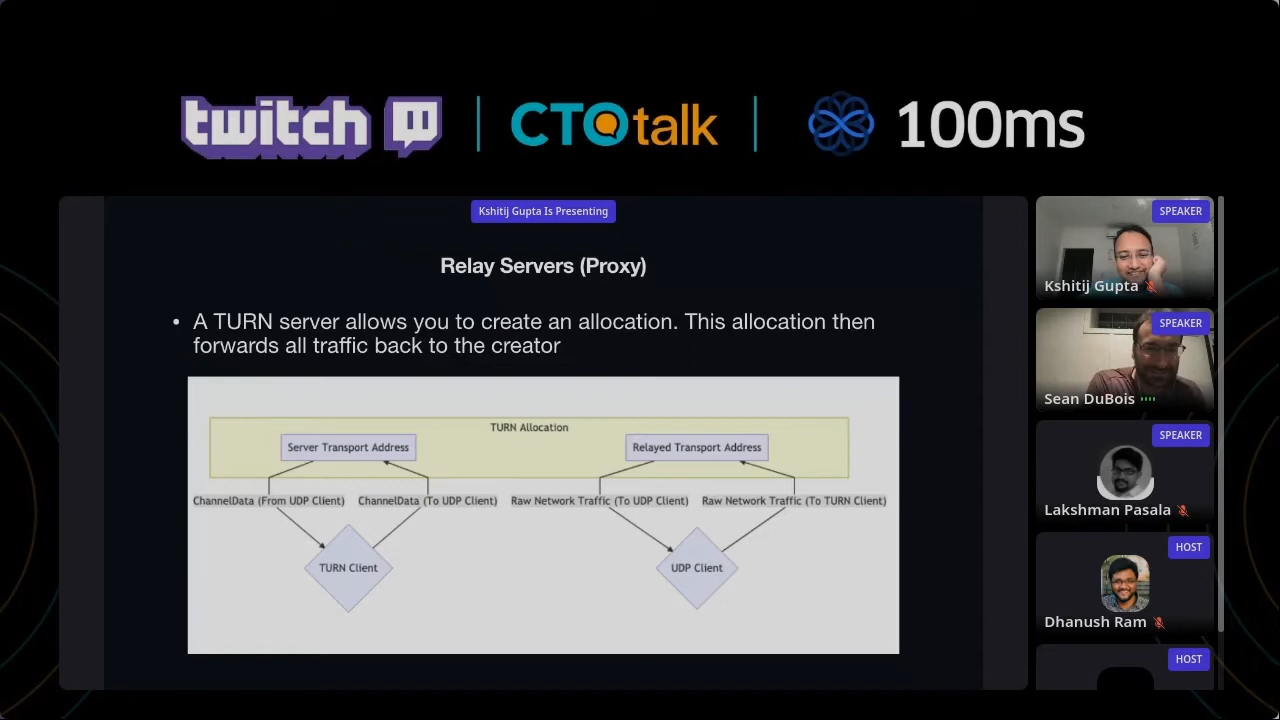 twitch
CTOtalk
100ms
Kshitij Gupta Is Presenting
Relay Servers (Proxy)
• A TURN server allows you to create an allocation. This allocation then
forwards all traffic back to the creator
TURN Allocation
Server Transport Address
Relayed Transport Address
ChannelData (From UDP Client)
ChannelData (To UDP Client)
Raw Network Traffic (To UDP Client)
Raw Network Traffic (To TURN Client)
TURN Client
UDP Client
SPEAKER
Kshitij Gupta
SPEAKER
Sean DuBois
SPEAKER
Lakshman Pasala
HOST
Dhanush Ram
HOST